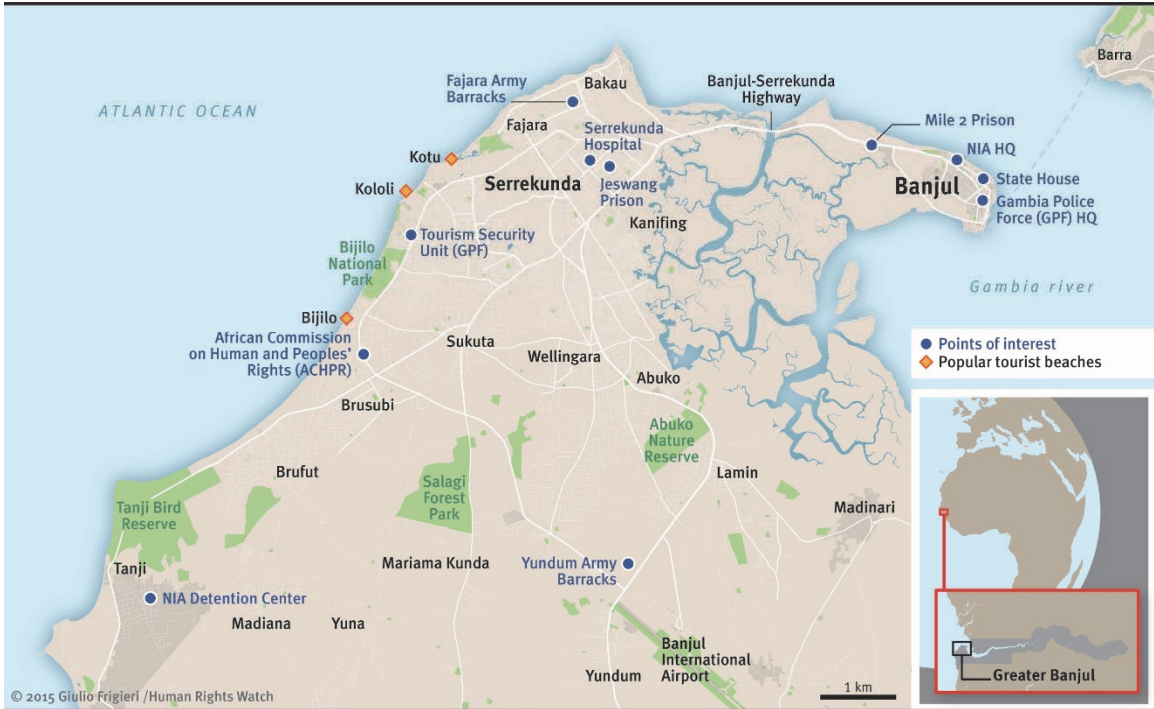 Barra
Fajara Army
Barracks
Bakau
Banjul-Serrekunda
Highway
ATLANTIC OCEAN
Fajara
Serrekunda
Hospital
Mile 2 Prison
NIA HQ
Kotu
Kololi
Serrekunda
Jeswang
Prison
Banjul
State House
Gambia Police
Force (GPF) HQ
Kanifing
Tourism Security
Unit (GPF)
Bijilo
National
Park
Gambia river
Bijilo
African Commission
on Human and Peoples'
Rights (ACHPR)
Sukuta
Wellingara
Abuko
Points of interest
Popular tourist beaches
Brusubi
Abuko
Nature
Reserve
Brufut
Salagi
Forest
Park
Lamin
Tanji Bird
Reserve
Madinari
Tanji
Mariama Kunda
Yundum Army
Barracks
NIA Detention Center
Madiana
Yuna
Banjul
International
Airport
Yundum
Greater Banjul
1 km
© 2015 Giulio Frigieri /Human Rights Watch